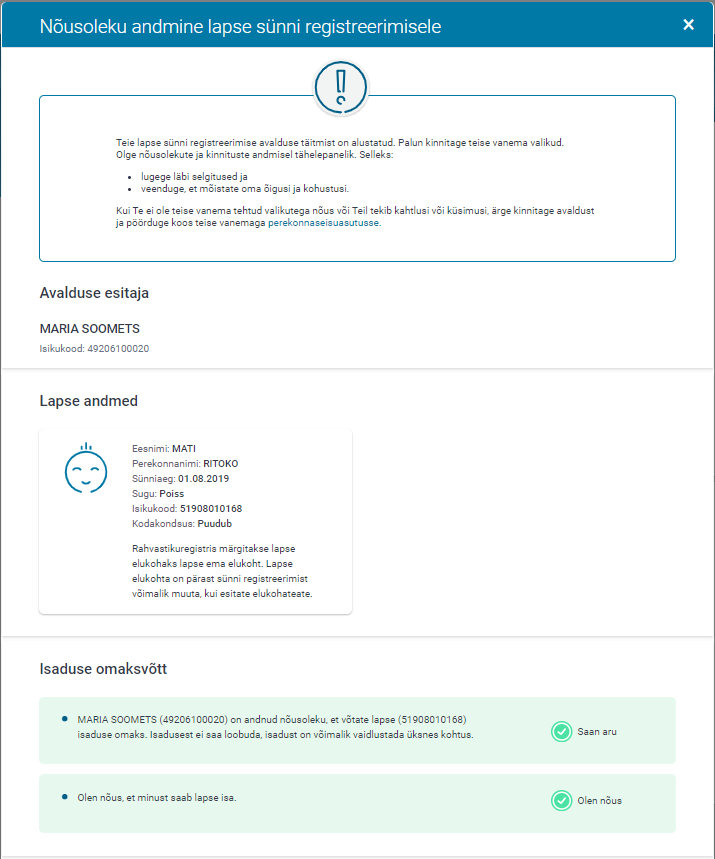 Nõusoleku andmine lapse sünni registreerimisele
Teie lapse sünni registreerimise avalduse täitmist on alustatud. Palun kinnitage teise vanema valikud.
Olge nõusolekute ja kinnituste andmisel tähelepanelik. Selleks:
• lugege läbi selgitused ja
• veenduge, et mõistate oma õigusi ja kohustusi.
Kui Te ei ole teise vanema tehtud valikutega nõus või Teil tekib kahtlusi või küsimusi, ärge kinnitage avaldust
ja pöörduge koos teise vanemaga perekonnaseisuasutusse.
Avalduse esitaja
MARIA SOOMETS
Isikukood: 49206100020
Lapse andmed
Eesnimi: MATI
Perekonnanimi: RITOKO
Sünniaeg: 01.08.2019
Sugu: Poiss
Isikukood: 51908010168
Kodakondsus: Puudub
Rahvastikuregistris märgitakse lapse
elukohaks lapse ema elukoht. Lapse
elukohta on pärast sünni registreerimist
võimalik muuta, kui esitate elukohateate.
Isaduse omaksvõtt
• MARIA SOOMETS (49206100020) on andnud nõusoleku, et võtate lapse (51908010168)
isaduse omaks. Isadusest ei saa loobuda, isadust on võimalik vaidlustada üksnes kohtus.
Saan aru
• Olen nõus, et minust saab lapse isa.
Olen nõus